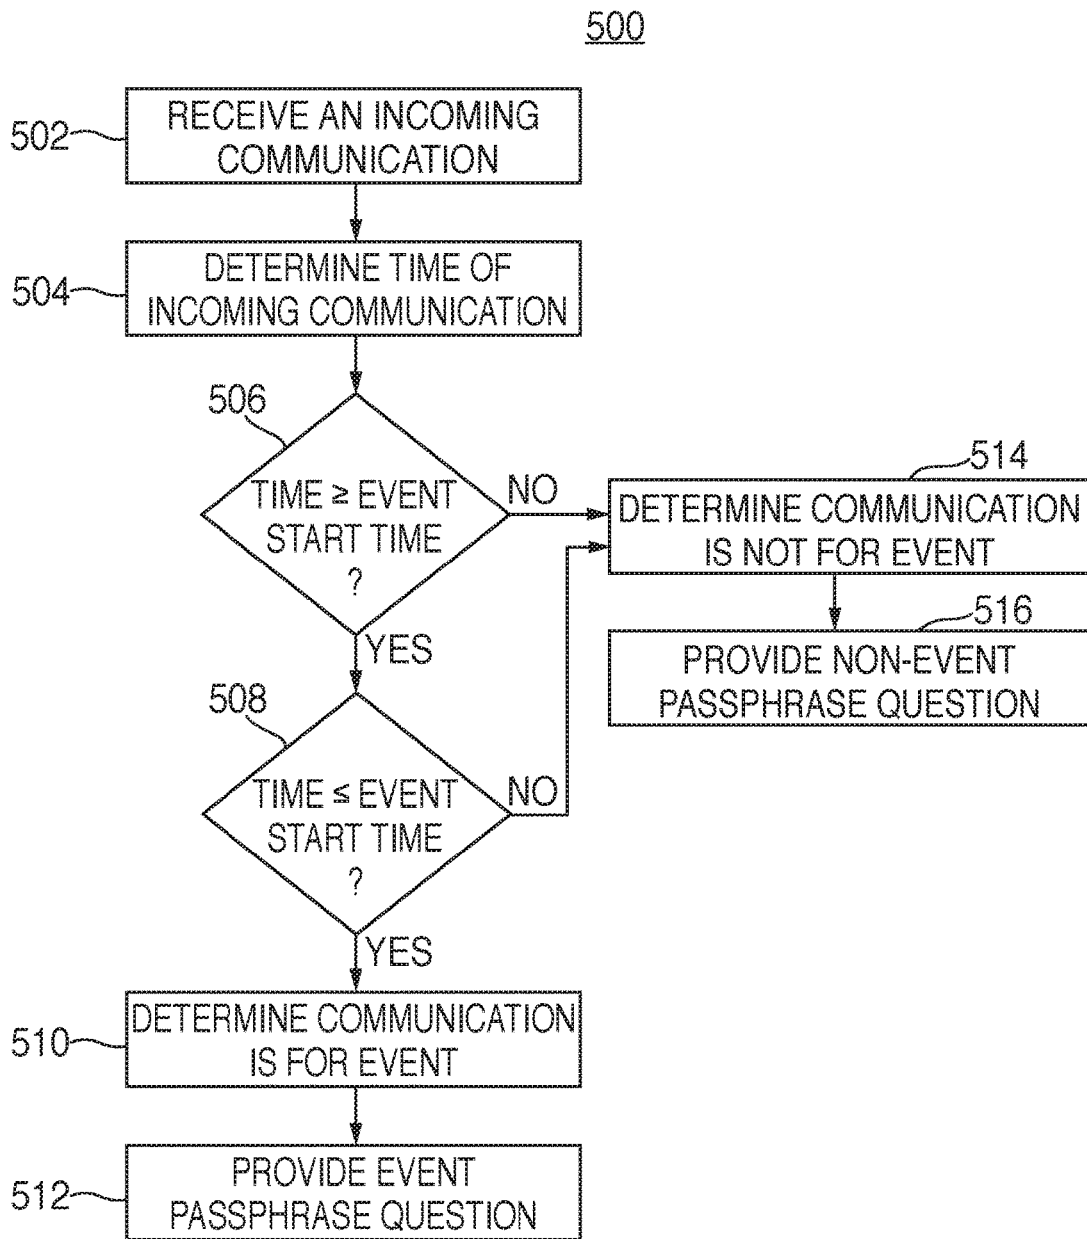 500
502
RECEIVE AN INCOMING
COMMUNICATION
504
DETERMINE TIME OF
INCOMING COMMUNICATION
506
TIME ≥ EVENT
START TIME
?
NO
YES
514
DETERMINE COMMUNICATION
IS NOT FOR EVENT
516
PROVIDE NON-EVENT
PASSPHRASE QUESTION
508
TIME ≤ EVENT
START TIME
?
NO
YES
510
DETERMINE COMMUNICATION
IS FOR EVENT
512
PROVIDE EVENT
PASSPHRASE QUESTION